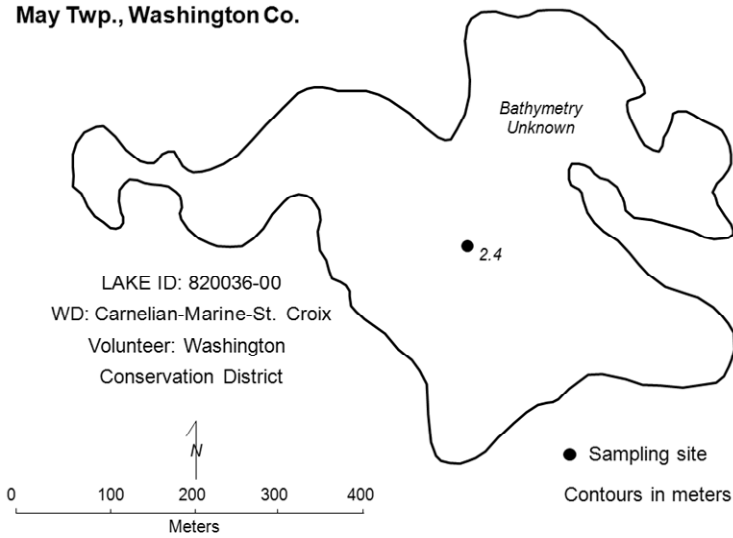 May Twp., Washington Co.
Bathymetry
Unknown
2.4
LAKE ID: 820036-00
WD: Carnelian-Marine-St. Croix
Volunteer: Washington
Conservation District
N
Sampling site
0 100 200 300 400
Contours in meters
Meters